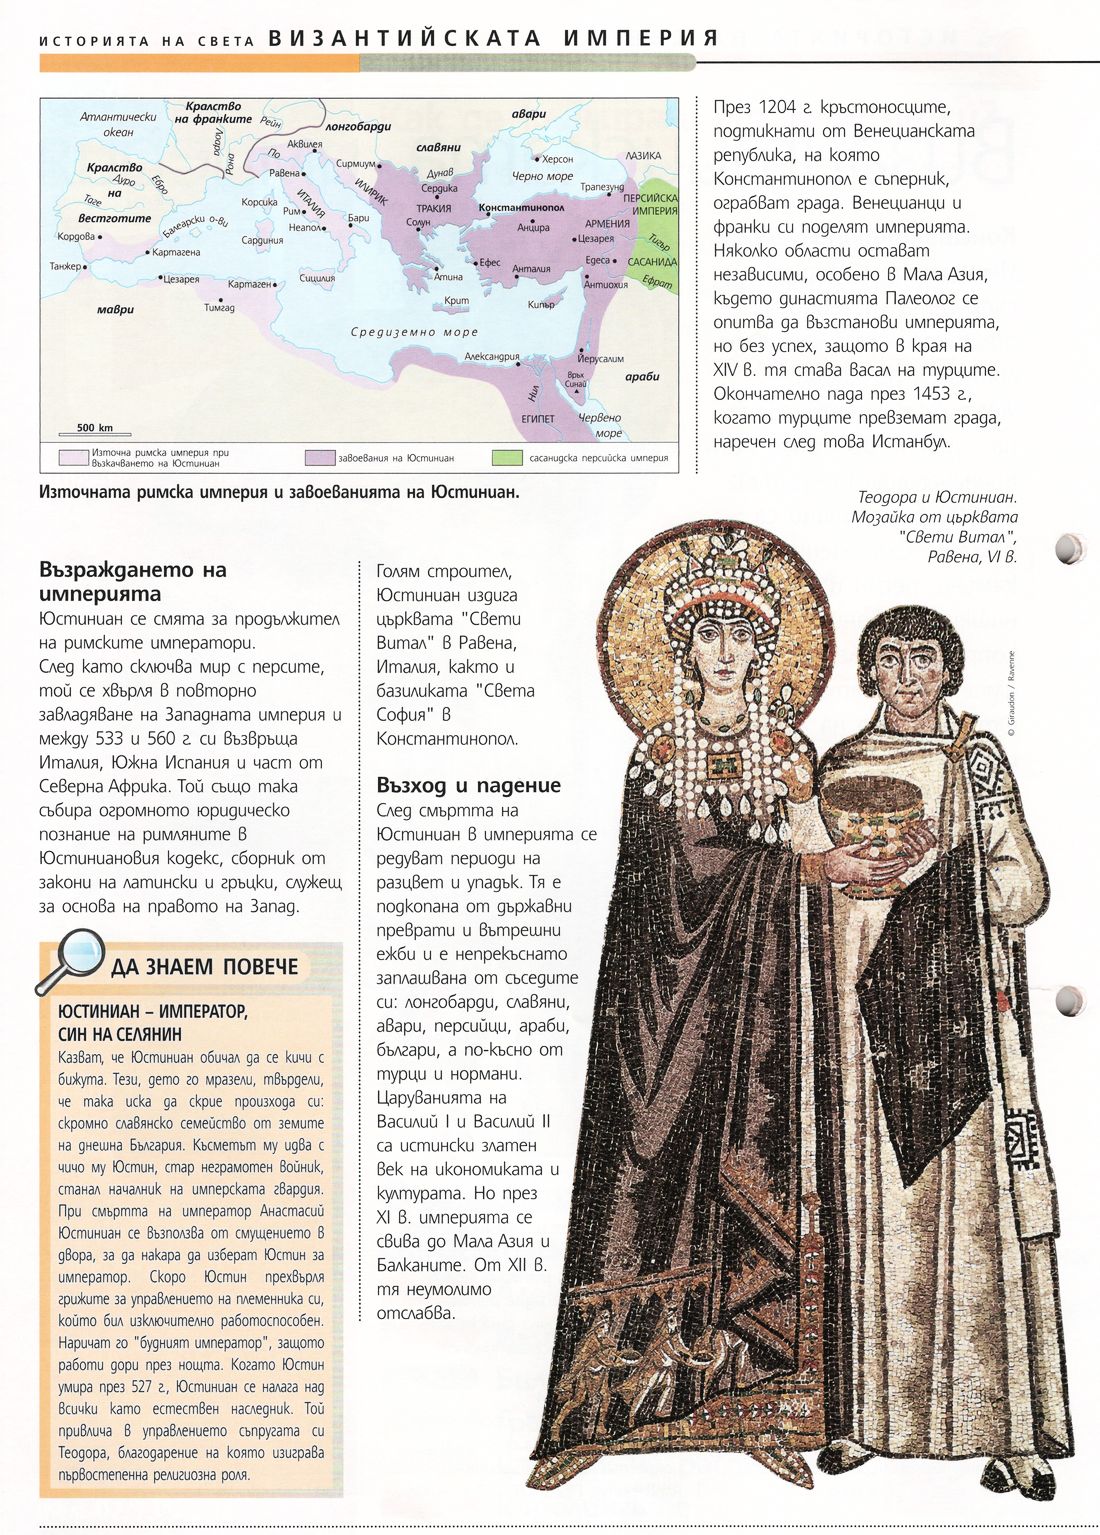 ИСТОРИЯТА НА СВЕТА ВИЗАНТИЙСКАТА ИМПЕРИЯ
Атлантически
океан
Кралство
на франките
Рейн
Лоара
Рона
лонгобарди
авари
славяни
По
Аквилея
Равена
Сирмиум
Дунав
Херсон
Черно море
ЛАЗИКА
Трапезунд
ПЕРСИЙСКА
ИМПЕРИЯ
Кралство
на
вестготите
Дуро
Ебро
Таге
Балеарски о-ви
Корсика
Рим
ИТАЛИЯ
ИЛИРИК
Сердика
ТРАКИЯ
Константинопол
Анцира
АРМЕНИЯ
Цезарея
Тигър
Бари
Солун
Неапол
Сардиния
Кордова
Картагена
Танжер
Цезарея
Картаген
Сицилия
Тимгад
маври
Атина
Ефес
Анталия
Едеса
САСАНИДА
Ефрат
Антиохия
Крит
Кипър
Средиземно море
Александрия
Йерусалим
Връх
Синай
араби
Нил
ЕГИПЕТ
Червено
море
500 km
Източна римска империя при
възкачването на Юстиниан
завоевания на Юстиниан
сасанидска персийска империя
Източната римска империя и завоеванията на Юстиниан.
През 1204 г. кръстоносците,
подтикнати от Венецианската
република, на която
Константинопол е съперник,
ограбват града. Венецианци и
франки си поделят империята.
Няколко области остават
независими, особено в Мала Азия,
където династията Палеолог се
опитва да възстанови империята,
но без успех, защото в края на
XIV в. тя става васал на турците.
Окончателно пада през 1453 г.,
когато турците превземат града,
наречен след това Истанбул.
Теодора и Юстиниан.
Мозайка от църквата
"Свети Витал",
Равена, VI в.
© Giraudon / Ravenne
Възраждането на
империята
Юстиниан се смята за продължител
на римските императори.
След като сключва мир с персите,
той се хвърля в повторно
завладяване на Западната империя и
между 533 и 560 г. си възвръща
Италия, Южна Испания и част от
Северна Африка. Той също така
събира огромното юридическо
познание на римляните в
Юстиниановия кодекс, сборник от
закони на латински и гръцки, служещ
за основа на правото на Запад.
ДА ЗНАЕМ ПОВЕЧЕ
ЮСТИНИАН – ИМПЕРАТОР,
СИН НА СЕЛЯНИН
Казват, че Юстиниан обичал да се кичи с
бижута. Тези, дето го мразели, твърдели,
че така иска да скрие произхода си:
скромно славянско семейство от земите
на днешна България. Късметът му идва с
чичо му Юстин, стар неграмотен войник,
станал началник на имперската гвардия.
При смъртта на император Анастасий
Юстиниан се възползва от смущението в
двора, за да накара да изберат Юстин за
император. Скоро Юстин прехвърля
грижите за управлението на племенника си,
който бил изключително работоспособен.
Наричат го "будният император", защото
работи дори през нощта. Когато Юстин
умира през 527 г., Юстиниан се налага над
всички като естествен наследник. Той
привлича в управлението съпругата си
Теодора, благодарение на която изиграва
първостепенна религиозна роля.
Голям строител,
Юстиниан издига
църквата "Свети
Витал" в Равена,
Италия, както и
базиликата "Света
София" в
Константинопол.
Възход и падение
След смъртта на
Юстиниан в империята се
редуват периоди на
разцвет и упадък. Тя е
подкопана от държавни
преврати и вътрешни
ежби и е непрекъснато
заплашвана от съседите
си: лонгобарди, славяни,
авари, персийци, араби,
българи, а по-късно от
турци и нормани.
Царуванията на
Василий I и Василий II
са истински златен
век на икономиката и
културата. Но през
XI в. империята се
свива до Мала Азия и
Балканите. От XII в.
тя неумолимо
отслабва.